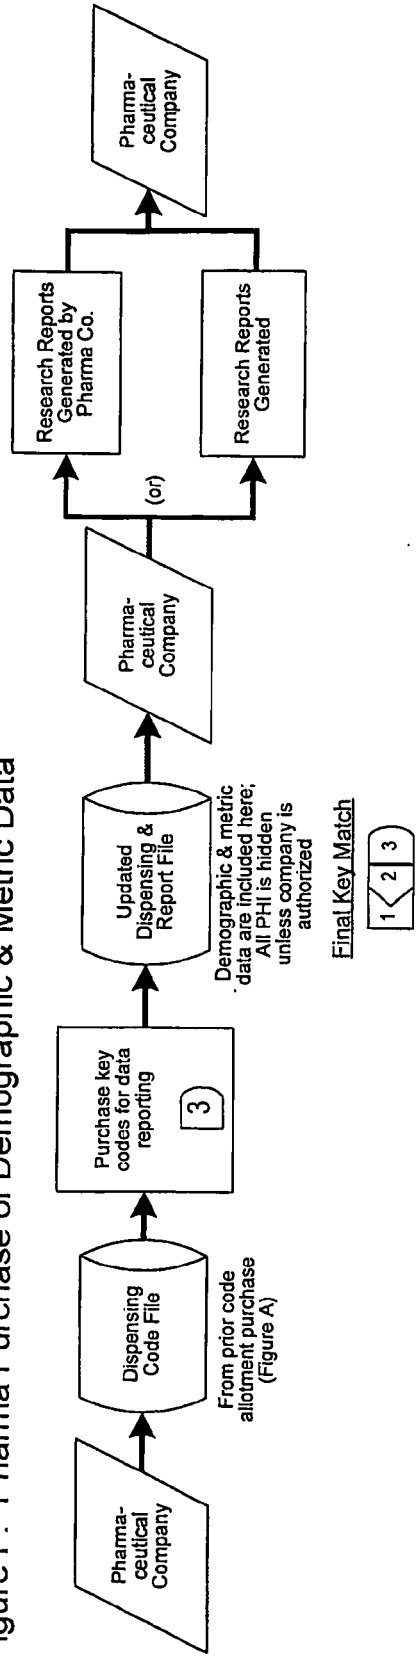 igure F: Pharma Purchase of Demographic & Metric Data
Pharma-
ceutical
Company
Dispensing
Code File
From prior code
allotment purchase
(Figure A)
Purchase key
codes for data
reporting
3
Updated
Dispensing &
Report File
Demographic & metric
data are included here;
All PHI is hidden
unless company is
authorized
Final Key Match
1 2 3
Pharma-
ceutical
Company
(or)
Research Reports
Generated by
Pharma Co.
Research Reports
Generated
Pharma-
ceutical
Company